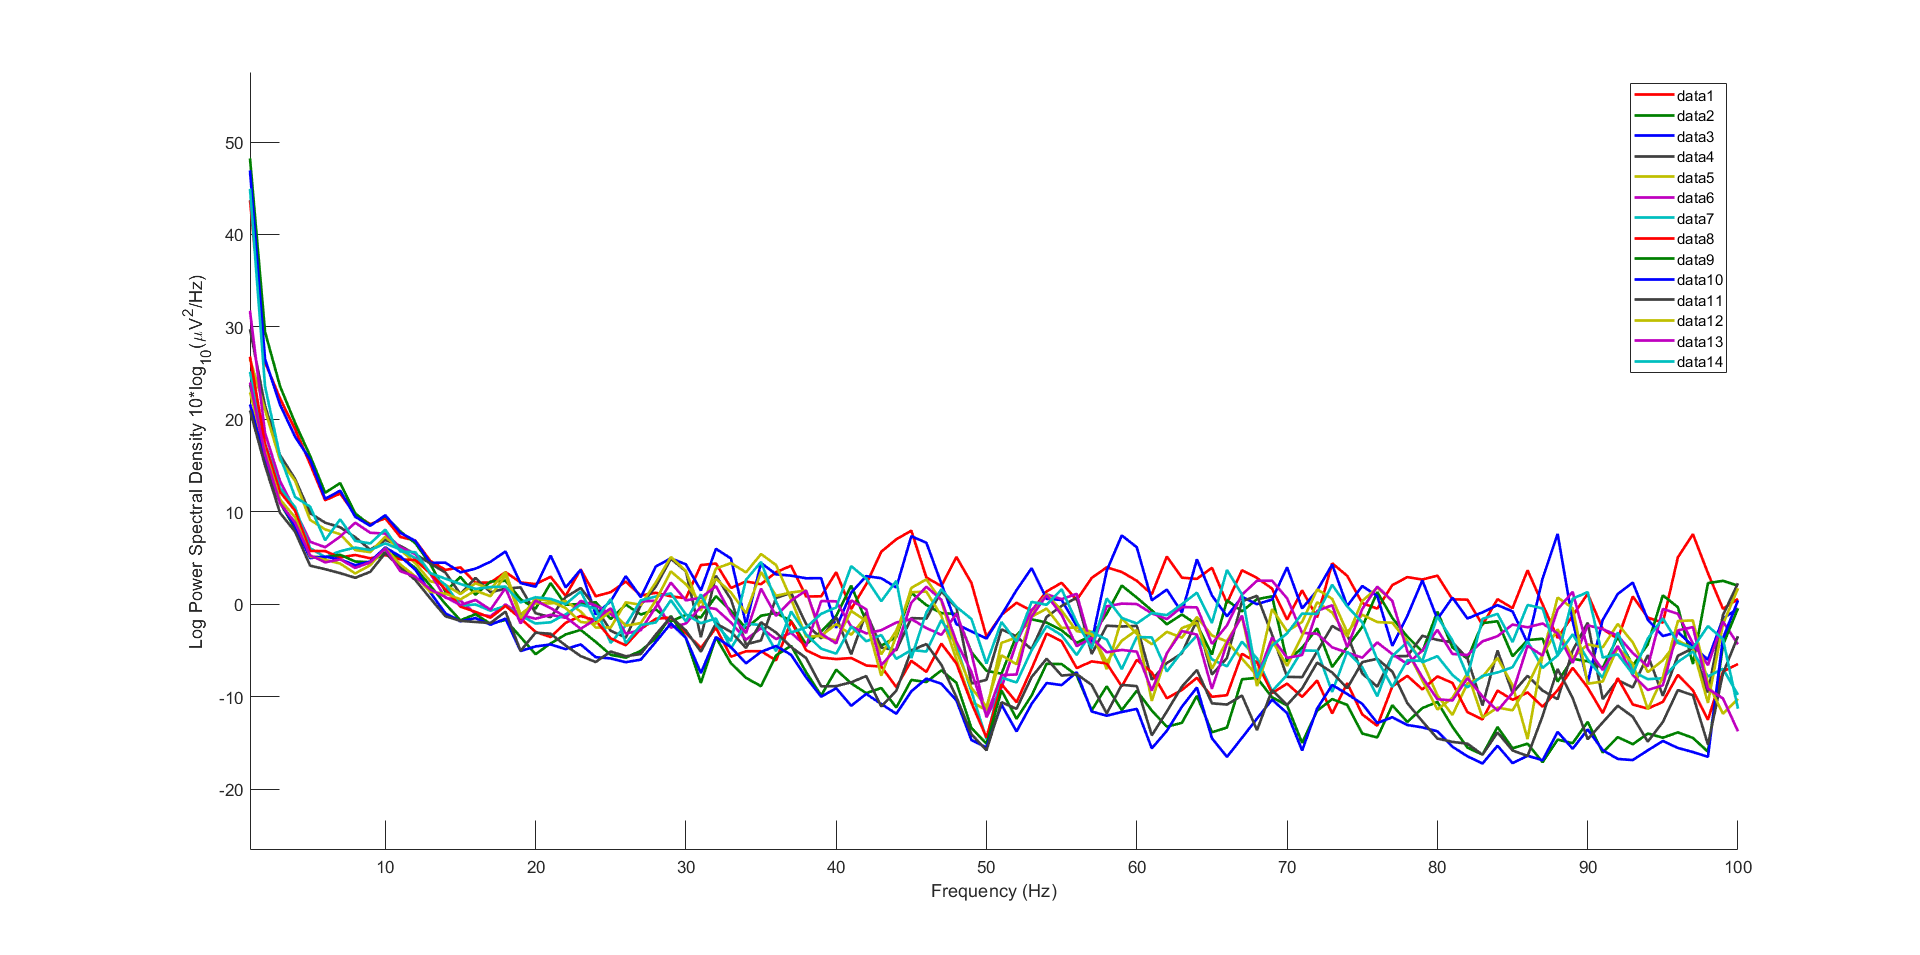 Log Power Spectral Density 10*log10(μV2/Hz)
50
40
30
20
10
0
-10
-20
10 20 30 40 50 60 70 80 90 100
Frequency (Hz)
data1
data2
data3
data4
data5
data6
data7
data8
data9
data10
data11
data12
data13
data14